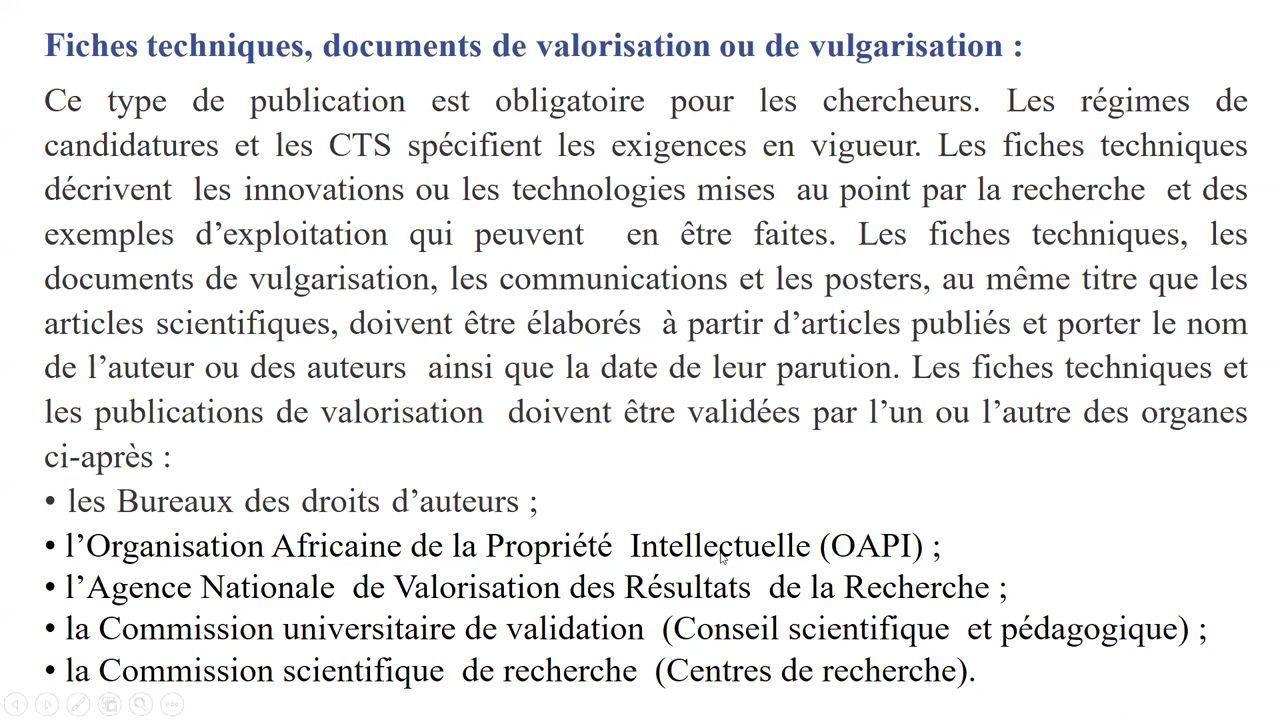 Fiches techniques, documents de valorisation ou de vulgarisation :
Ce type de publication est obligatoire pour les chercheurs. Les régimes de
candidatures et les CTS spécifient les exigences en vigueur. Les fiches techniques
décrivent les innovations ou les technologies mises au point par la recherche et des
exemples d’exploitation qui peuvent en être faites. Les fiches techniques, les
documents de vulgarisation, les communications et les posters, au même titre que les
articles scientifiques, doivent être élaborés à partir d’articles publiés et porter le nom
de l’auteur ou des auteurs ainsi que la date de leur parution. Les fiches techniques et
les publications de valorisation doivent être validées par l’un ou l’autre des organes
ci-après :
• les Bureaux des droits d’auteurs ;
• l’Organisation Africaine de la Propriété Intellectuelle (OAPI) ;
• l’Agence Nationale de Valorisation des Résultats de la Recherche ;
• la Commission universitaire de validation (Conseil scientifique et pédagogique) ;
• la Commission scientifique de recherche (Centres de recherche).